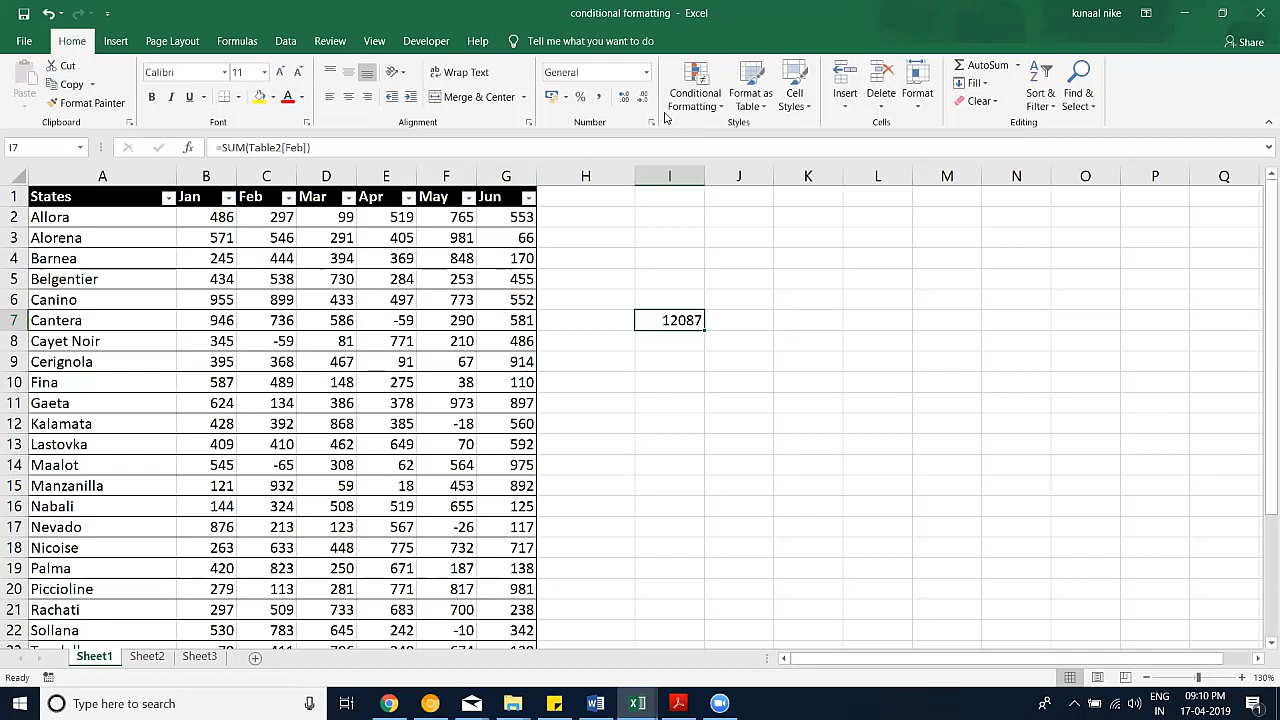 conditional formatting - Excel
kunaal nike
File Home Insert Page Layout Formulas Data Review View Developer Help Tell me what you want to do Share
Paste Cut Copy Format Painter Clipboard
Calibri 11 B I U A A Font
Wrap Text Merge & Center Alignment
General % , Number
Conditional Formatting Format as Table Cell Styles Styles
Insert Delete Format Cells
AutoSum Fill Clear Sort & Filter Find & Select Editing
I7 fx =SUM(Table2[Feb])
A B C D E F G H I J K L M N O P Q
1 States Jan Feb Mar Apr May Jun
2 Allora 486 297 99 519 765 553
3 Alorena 571 546 291 405 981 66
4 Barnea 245 444 394 369 848 170
5 Belgentier 434 538 730 284 253 455
6 Canino 955 899 433 497 773 552
7 Cantera 946 736 586 -59 290 581 12087
8 Cayet Noir 345 -59 81 771 210 486
9 Cerignola 395 368 467 91 67 914
10 Fina 587 489 148 275 38 110
11 Gaeta 624 134 386 378 973 897
12 Kalamata 428 392 868 385 -18 560
13 Lastovka 409 410 462 649 70 592
14 Maalot 545 -65 308 62 564 975
15 Manzanilla 121 932 59 18 453 892
16 Nabali 144 324 508 519 655 125
17 Nevado 876 213 123 567 -26 117
18 Nicoise 263 633 448 775 732 717
19 Palma 420 823 250 671 187 138
20 Piccioline 279 113 281 771 817 981
21 Rachati 297 509 733 683 700 238
22 Sollana 530 783 645 242 -10 342
Sheet1 Sheet2 Sheet3
Ready 130%
Type here to search
ENG IN
09:10 PM
17-04-2019